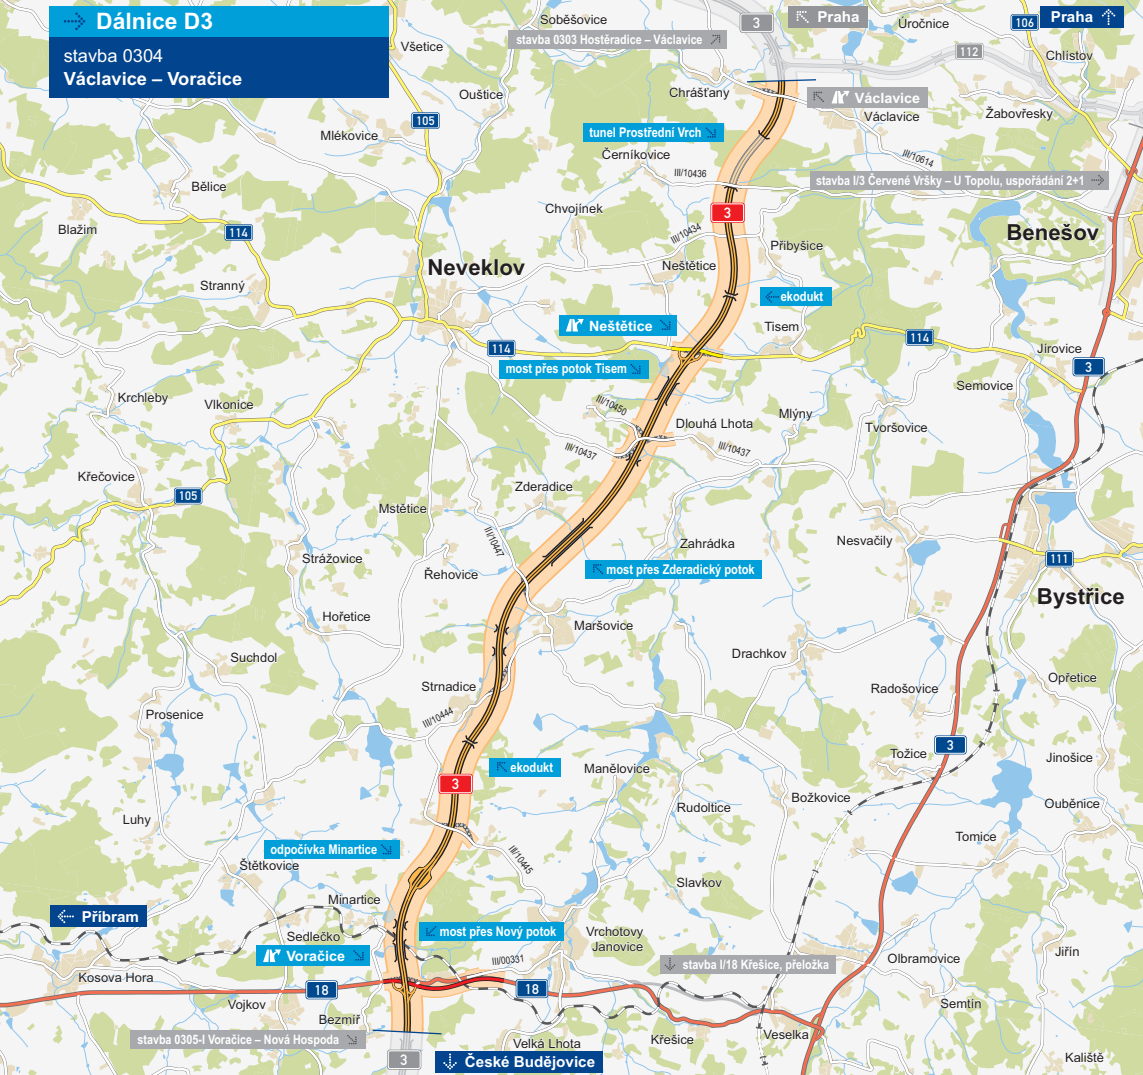 Dálnice D3
stavba 0304
Václavice – Voračice
Soběšovice
3
Praha
Úročnice
106
Praha
stavba 0303 Hostěradice – Václavice
Všetice
112
Chlístov
Ouštice
Chrášťany
Václavice
Václavice
Žabovřesky
105
Mlékovice
tunel Prostřední Vrch
Černíkovice
III/10614
III/10436
stavba I/3 Červené Vršky – U Topolu, uspořádání 2+1
Bělice
Chvojínek
3
Blažim
114
III/10434
Benešov
Přibyšice
Neveklov
Neštětice
Stranný
ekodukt
Neštětice
Tisem
114
114
Jirovice
most přes potok Tisem
3
Semovice
Krchleby
Vlkonice
III/10450
Mlýny
Dlouhá Lhota
Tvoršovice
III/10437
III/10437
Křečovice
Zderadice
105
Mstětice
III/10447
Zahrádka
Nesvačily
Strážovice
111
most přes Zderadický potok
Řehovice
Bystřice
Hořetice
Maršovice
Suchdol
Drachkov
Opřetice
Strnadice
Radošovice
Prosenice
III/10444
3
Tožice
Jinošice
ekodukt
Manělovice
3
Božkovice
Ouběnice
Rudoltice
Luhy
Tomice
odpočívka Minartice
III/10445
Štětkovice
Slavkov
Minartice
Příbram
most přes Nový potok
Vrchotovy
Janovice
Sedlečko
Voračice
III/00331
stavba I/18 Křešice, přeložka
Olbramovice
Jiřín
Kosova Hora
18
18
Vojkov
Semtín
Bezmíř
stavba 0305-I Voračice – Nová Hospoda
Velká Lhota
Křešice
Veselka
3
České Budějovice
Kaliště